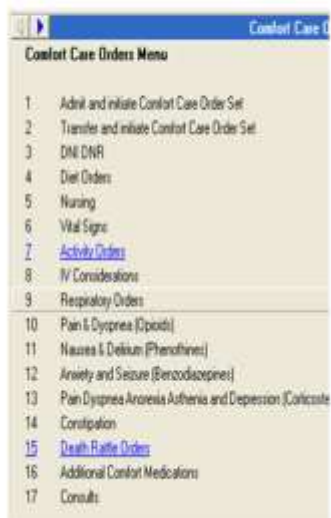 Comfort Care O
Comfort Care Orders Menu
1 Admit and initiate Comfort Care Order Set
2 Transfer and initiate Comfort Care Order Set
3 DNI DNR
4 Diet Orders
5 Nursing
6 Vital Signs
7 Activity Orders
8 IV Considerations
9 Respiratory Orders
10 Pain & Dyspnea (Opioids)
11 Nausea & Delirium (Phenothines)
12 Anxiety and Seizure (Benzodiazepines)
13 Pain Dyspnea Anorexia Asthenia and Depression (Corticoste
14 Constipation
15 Death Rattle Orders
16 Additional Comfort Medications
17 Consults